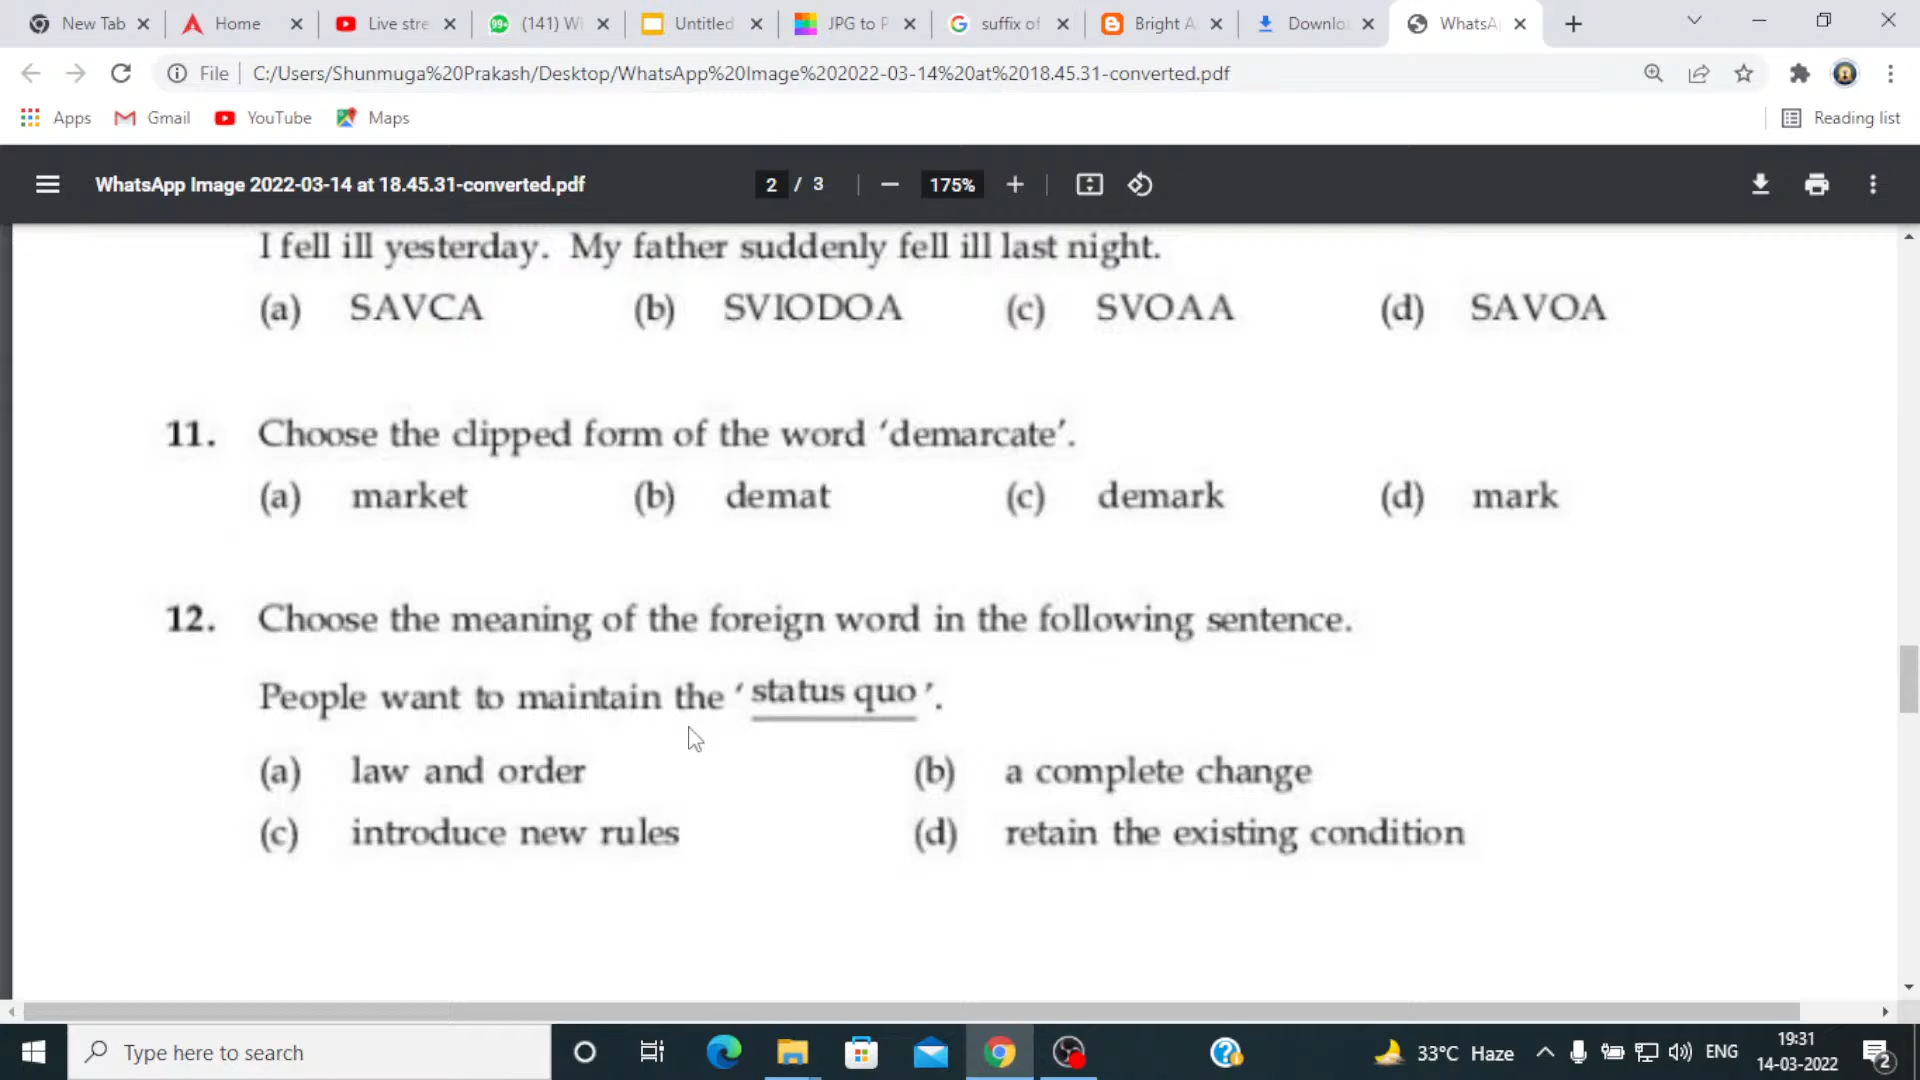 New Tab
Home
Live stre
(141) W
Untitled
JPG to P
suffix of
Bright A
Downlo
WhatsA
File
C:/Users/Shunmuga%20Prakash/Desktop/WhatsApp%20Image%202022-03-14%20at%2018.45.31-converted.pdf
Apps
Gmail
YouTube
Maps
Reading list
WhatsApp Image 2022-03-14 at 18.45.31-converted.pdf
2 / 3
175%
I fell ill yesterday. My father suddenly fell ill last night.
(a) SAVCA (b) SVIODOA (c) SVOAA (d) SAVOA
11. Choose the clipped form of the word ‘demarcate’.
(a) market (b) demat (c) demark (d) mark
12. Choose the meaning of the foreign word in the following sentence.
People want to maintain the ‘status quo’.
(a) law and order (b) a complete change
(c) introduce new rules (d) retain the existing condition
Type here to search
33°C Haze
ENG
19:31
14-03-2022
2